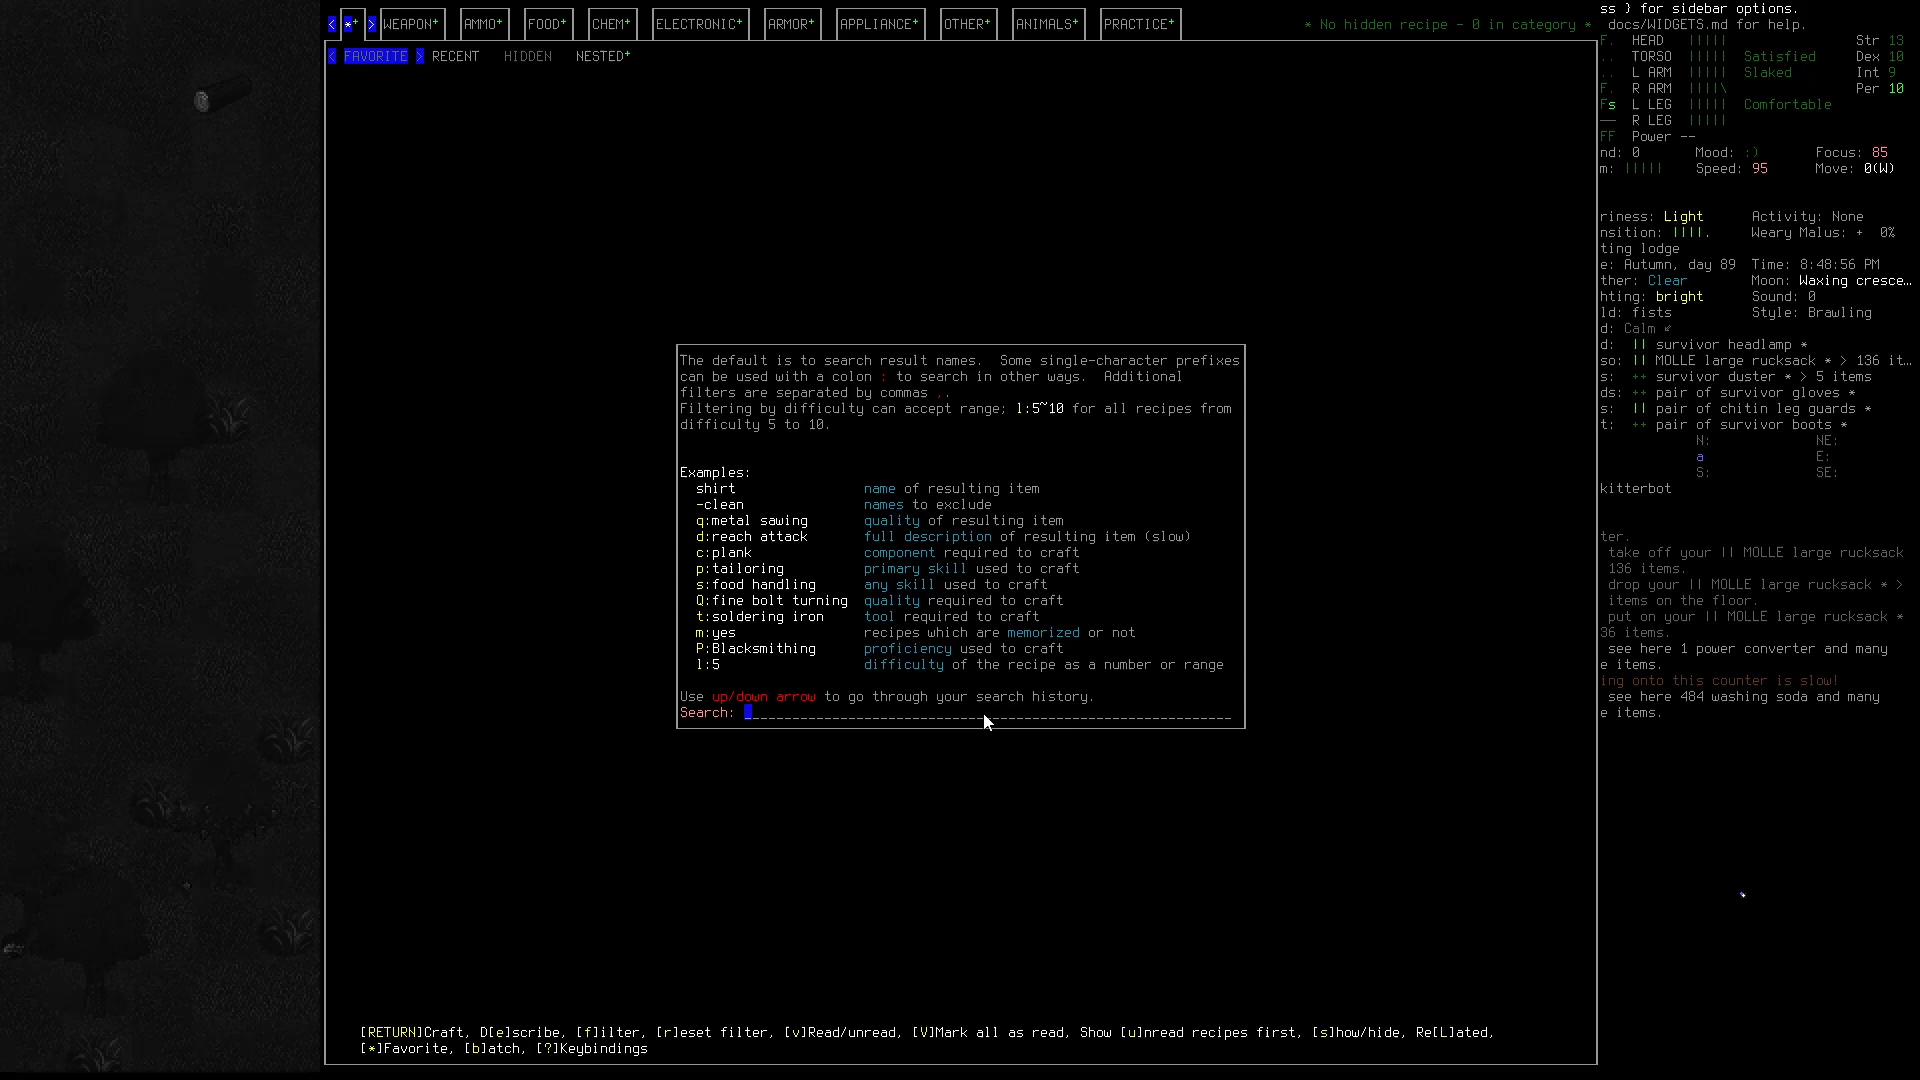 < *+ > WEAPON+ AMMO+ FOOD+ CHEM+ ELECTRONIC+ ARMOR+ APPLIANCE+ OTHER+ ANIMALS+ PRACTICE+ * No hidden recipe - 0 in category *
< FAVORITE > RECENT HIDDEN NESTED+
The default is to search result names. Some single-character prefixes
can be used with a colon : to search in other ways. Additional
filters are separated by commas ,.
Filtering by difficulty can accept range; l:5~10 for all recipes from
difficulty 5 to 10.
Examples:
shirt name of resulting item
-clean names to exclude
q:metal sawing quality of resulting item
d:reach attack full description of resulting item (slow)
c:plank component required to craft
p:tailoring primary skill used to craft
s:food handling any skill used to craft
Q:fine bolt turning quality required to craft
t:soldering iron tool required to craft
m:yes recipes which are memorized or not
P:Blacksmithing proficiency used to craft
l:5 difficulty of the recipe as a number or range
Use up/down arrow to go through your search history.
Search:
[RETURN]Craft, D[e]scribe, [f]ilter, [r]eset filter, [v]Read/unread, [V]Mark all as read, Show [u]nread recipes first, [s]how/hide, Re[L]ated,
[*]Favorite, [b]atch, [?]Keybindings
ss } for sidebar options.
docs/WIDGETS.md for help.
F. HEAD ||||| Str 13
.. TORSO ||||| Satisfied Dex 10
.. L ARM ||||| Slaked Int 9
F. R ARM ||||\ Per 10
Fs L LEG ||||| Comfortable
—— R LEG |||||
FF Power --
nd: 0 Mood: :) Focus: 85
m: ||||| Speed: 95 Move: 0(W)
riness: Light Activity: None
nsition: ||||. Weary Malus: + 0%
ting lodge
e: Autumn, day 89 Time: 8:48:56 PM
ther: Clear Moon: Waxing cresce…
hting: bright Sound: 0
ld: fists Style: Brawling
d: Calm ↙
d: || survivor headlamp *
so: || MOLLE large rucksack * > 136 it…
s: ++ survivor duster * > 5 items
ds: ++ pair of survivor gloves *
s: || pair of chitin leg guards *
t: ++ pair of survivor boots *
N: NE:
a E:
S: SE:
kitterbot
ter.
take off your || MOLLE large rucksack
136 items.
drop your || MOLLE large rucksack * >
items on the floor.
put on your || MOLLE large rucksack *
36 items.
see here 1 power converter and many
e items.
ing onto this counter is slow!
see here 484 washing soda and many
e items.